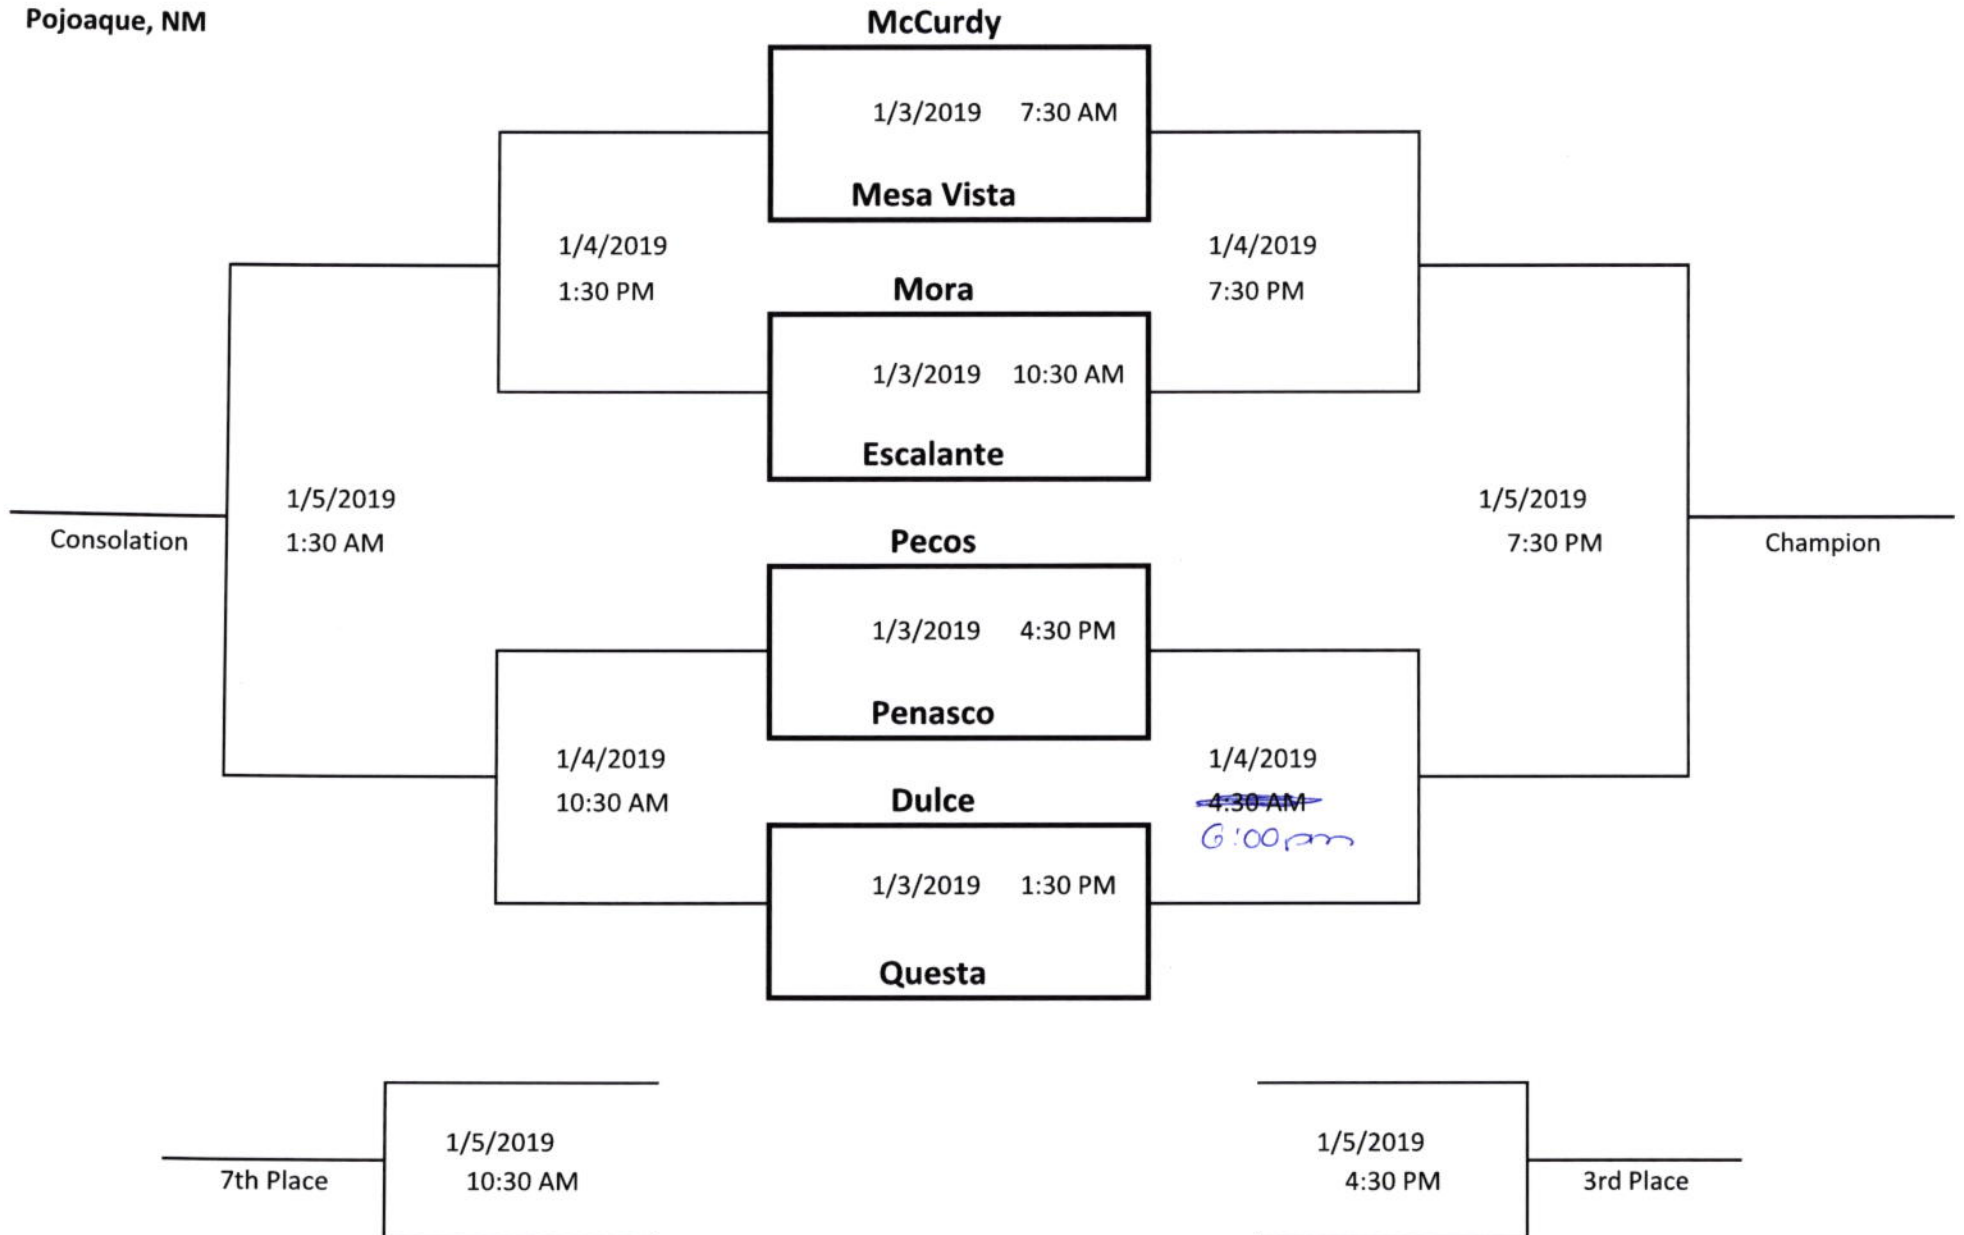 Pojoaque, NM
McCurdy
1/3/2019 7:30 AM
Mesa Vista
1/4/2019
1:30 PM
1/4/2019
7:30 PM
Mora
1/3/2019 10:30 AM
Escalante
1/5/2019
1:30 AM
Consolation
1/5/2019
7:30 PM
Champion
Pecos
1/3/2019 4:30 PM
Penasco
1/4/2019
10:30 AM
1/4/2019
4:30 AM
6:00pm
Dulce
1/3/2019 1:30 PM
Questa
1/5/2019
10:30 AM
7th Place
1/5/2019
4:30 PM
3rd Place